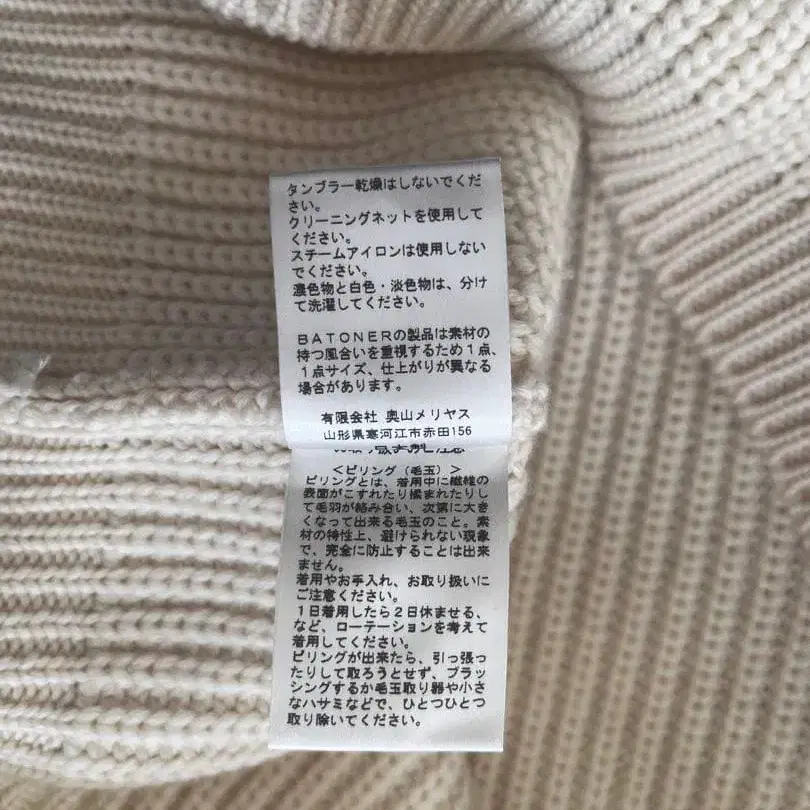 タンブラー乾燥はしないでくだ
さい。
クリーニングネットを使用して
ください。
スチームアイロンは使用しない
でください。
濃色物と白色・淡色物は、分け
て洗濯してください。
BATONERの製品は素材の
持つ風合いを重視するため1点、
1点サイズ、仕上がりが異なる
場合があります。
有限会社 奥山メリヤス
山形県寒河江市赤田156
＜ピリング（毛玉）＞
ピリングとは、着用中に繊維の
表面がこすれたり揉まれたりし
て毛羽が絡み合い、次第に大き
くなって出来る毛玉のこと。素
材の特性上、避けられない現象
で、完全に防止することは出来
ません。
着用やお手入れ、お取り扱いに
ご注意ください。
1日着用したら2日休ませる、
など、ローテーションを考えて
着用してください。
ピリングが出来たら、引っ張っ
たりして取ろうとせず、ブラッ
シングするか毛玉取り器や小さ
なハサミなどで、ひとつひとつ
取り除いてください。